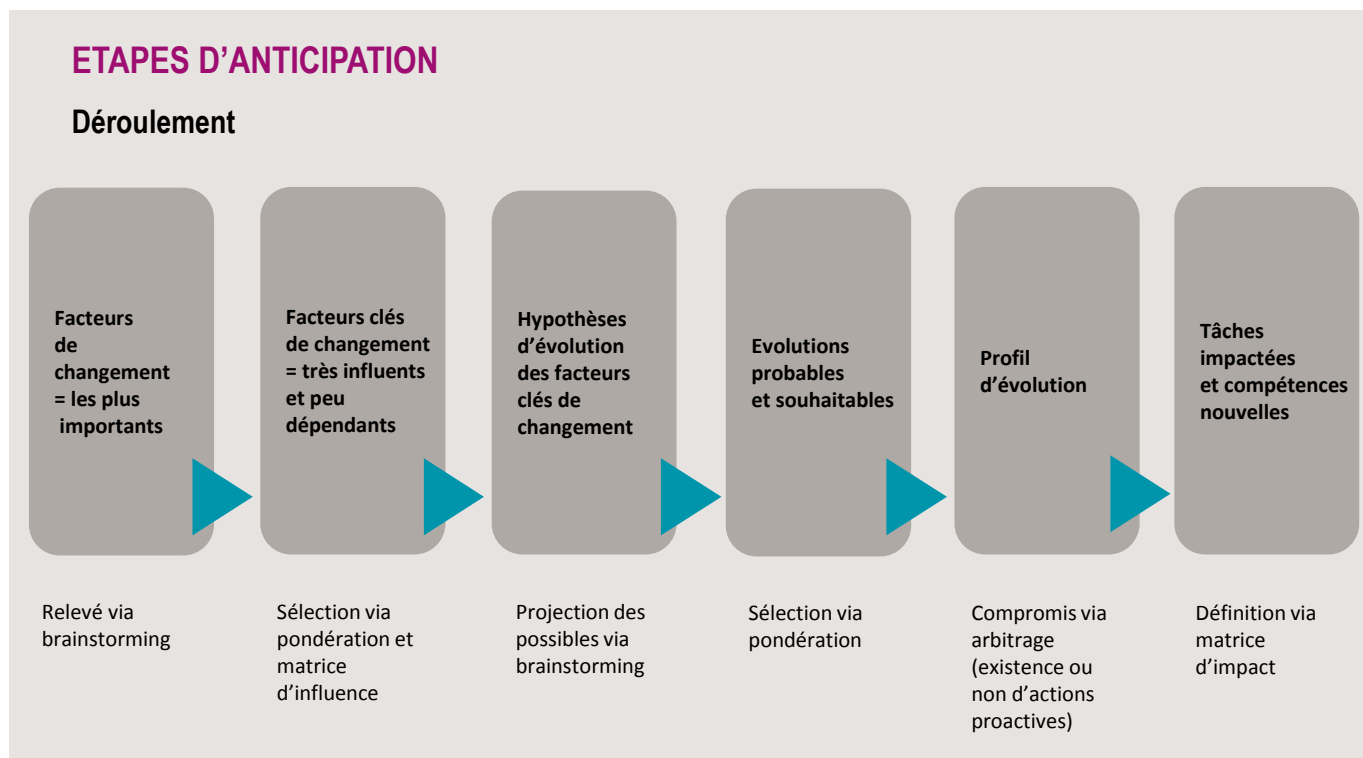 ETAPES D’ANTICIPATION
Déroulement
Facteurs
de
changement
= les plus
importants
Facteurs clés
de changement
= très influents
et peu
dépendants
Hypothèses
d’évolution
des facteurs
clés de
changement
Evolutions
probables
et souhaitables
Profil
d’évolution
Tâches
impactées
et compétences
nouvelles
Relevé via
brainstorming
Sélection via
pondération et
matrice
d’influence
Projection des
possibles via
brainstorming
Sélection via
pondération
Compromis via
arbitrage
(existence ou
non d’actions
proactives)
Définition via
matrice
d’impact